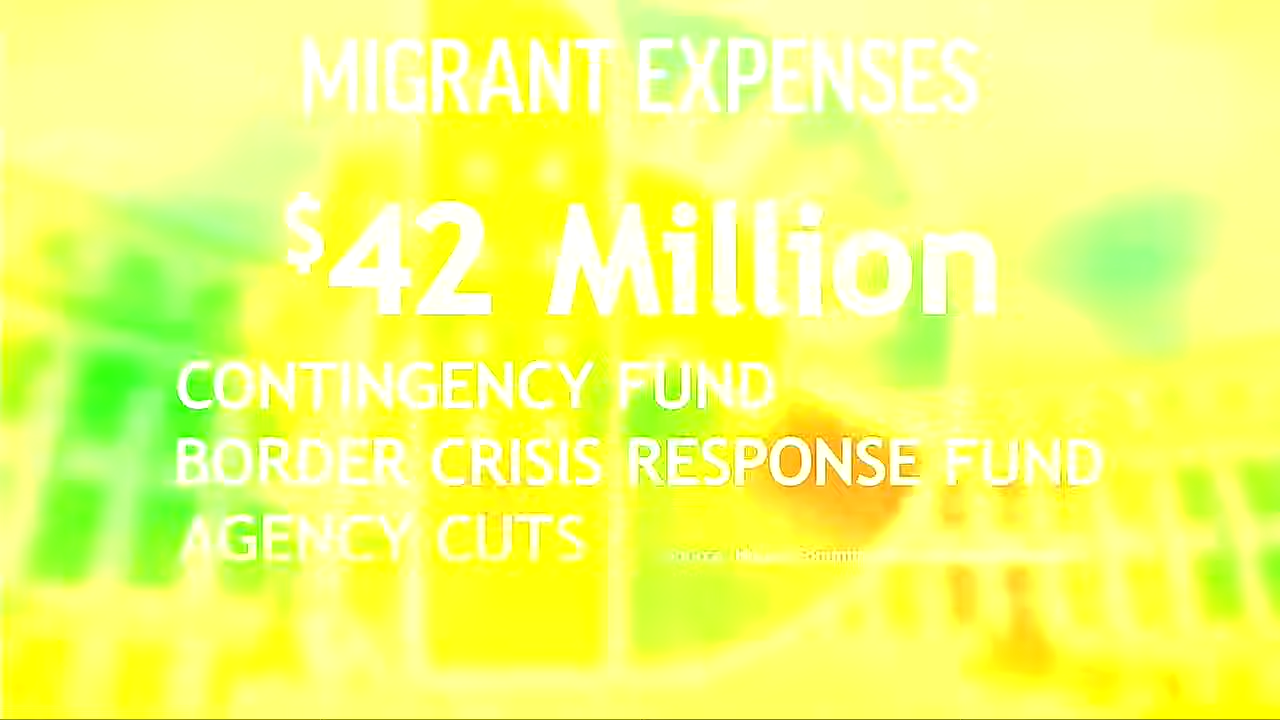 MIGRANT EXPENSES
$42 Million
CONTINGENCY FUND
BORDER CRISIS RESPONSE FUND
AGENCY CUTS